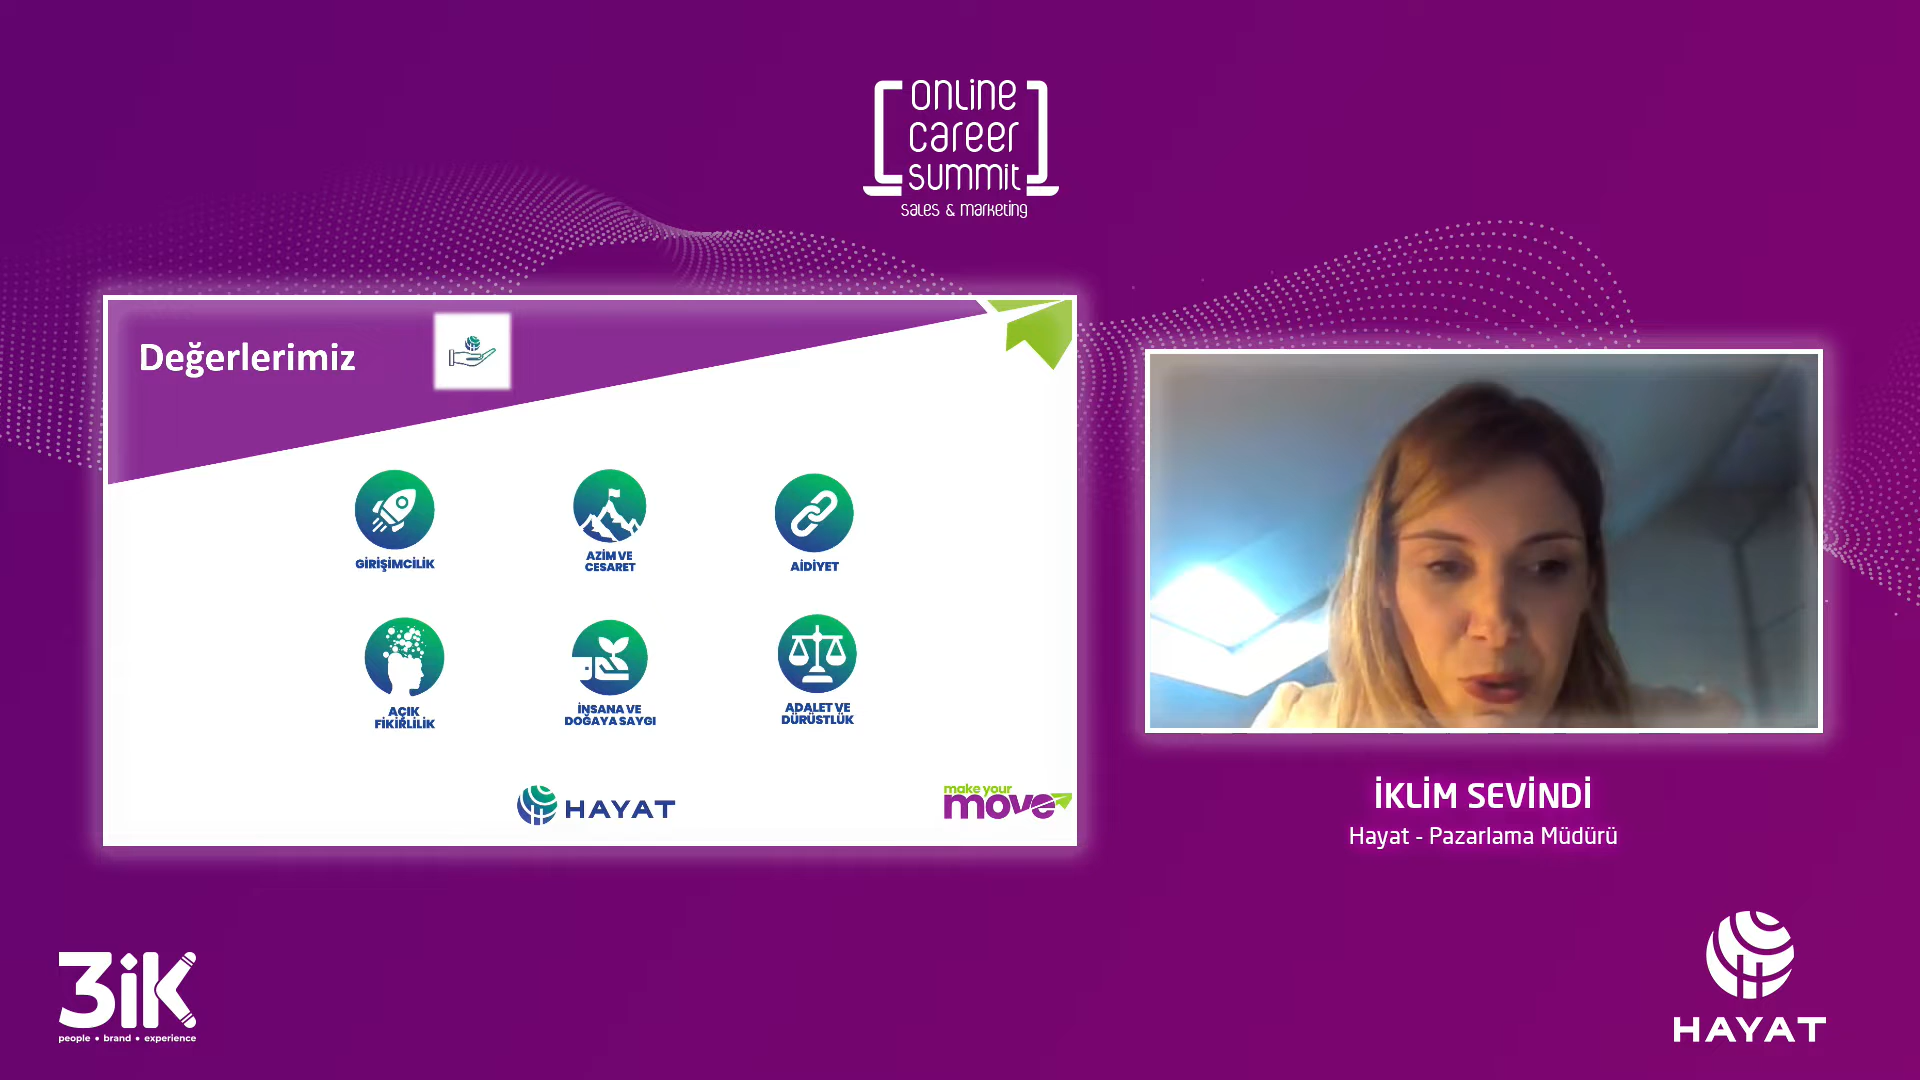 online
career
summit
sales & marketing
Değerlerimiz
GİRİŞİMCİLİK
AZİM VE
CESARET
AİDİYET
AÇIK
FİKİRLİLİK
İNSANA VE
DOĞAYA SAYGI
ADALET VE
DÜRÜSTLÜK
HAYAT
make your
move
İKLİM SEVİNDİ
Hayat - Pazarlama Müdürü
3iK
people • brand • experience
HAYAT